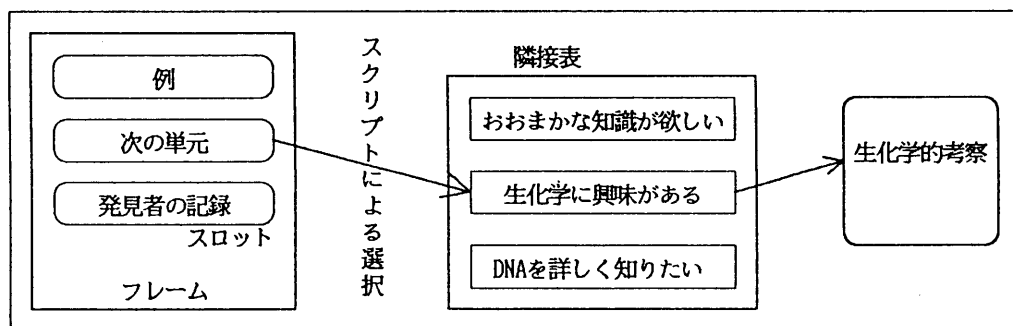 例
次の単元
発見者の記録
スロット
フレーム
スクリプトによる選択
隣接表
おおまかな知識が欲しい
生化学に興味がある
DNAを詳しく知りたい
生化学的考察